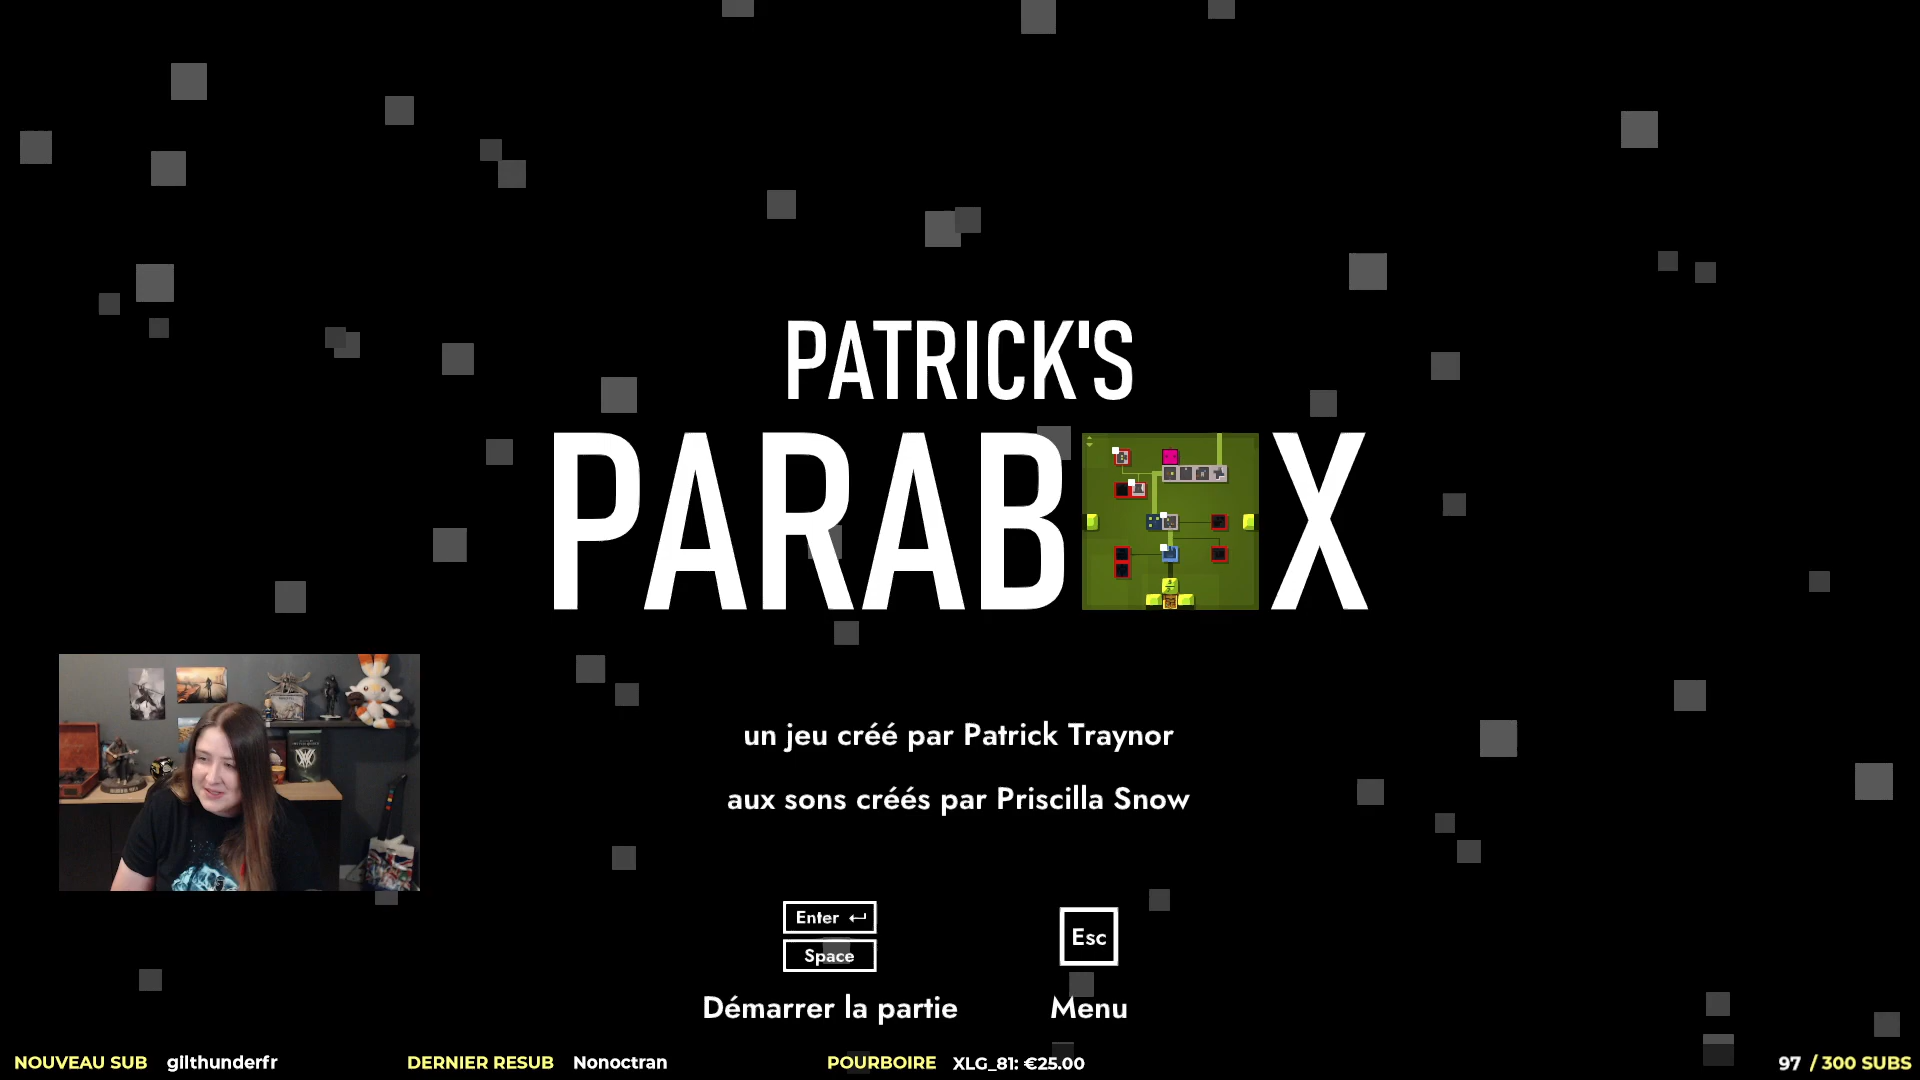 PATRICK'S
PARAB X
un jeu créé par Patrick Traynor
aux sons créés par Priscilla Snow
Enter ↵
Space
Esc
Démarrer la partie
Menu
NOUVEAU SUB gilthunderfr DERNIER RESUB Nonoctran POURBOIRE XLG_81: €25.00 97 / 300 SUBS